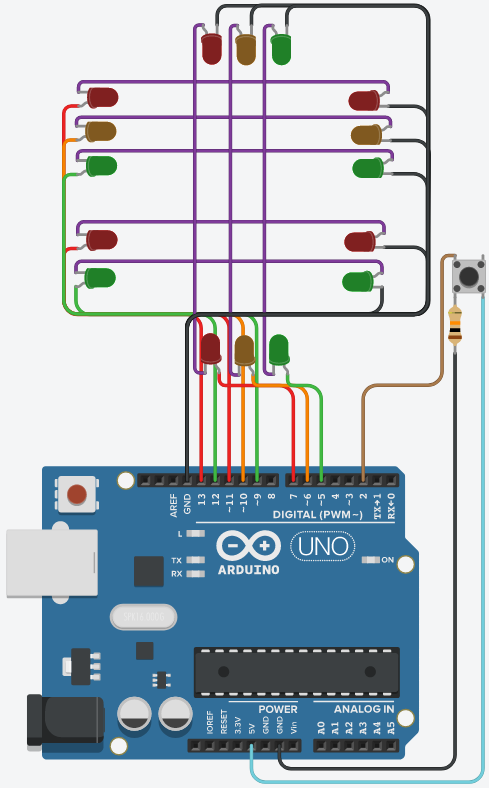 AREF
GND
13
12
~11
~10
~9
8
7
~6
~5
4
~3
2
TX→1
RX←0
DIGITAL (PWM~)
L
TX
RX
ARDUINO
UNO
ON
POWER
ANALOG IN
IOREF
RESET
3.3V
5V
GND
GND
Vin
A0
A1
A2
A3
A4
A5